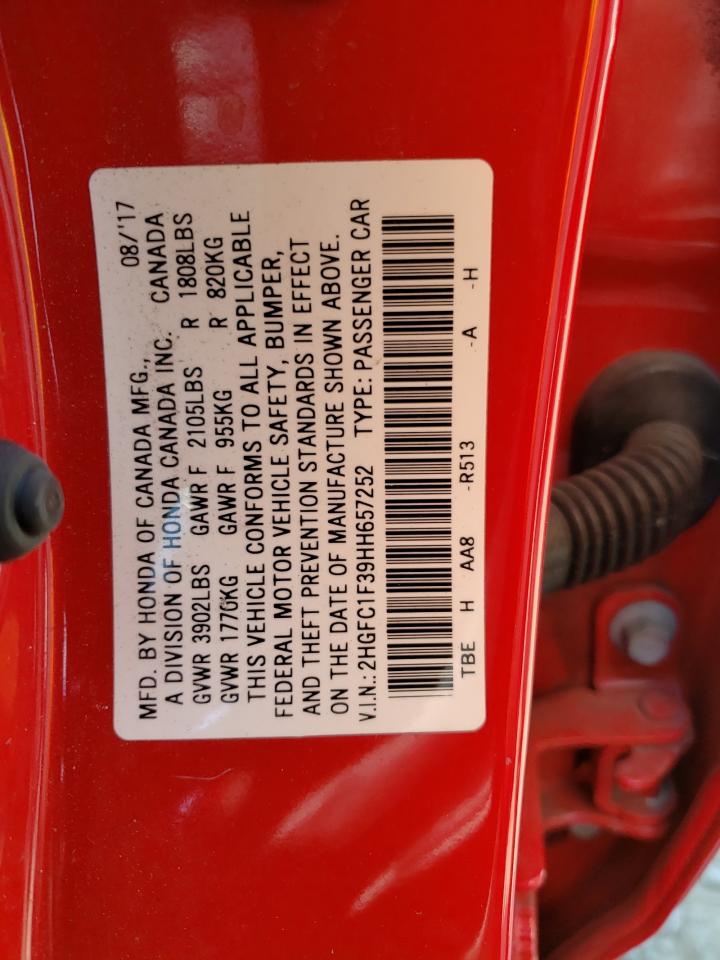 MFD. BY HONDA OF CANADA MFG., 08/'17
A DIVISION OF HONDA CANADA INC. CANADA
GVWR 3902LBS GAWR F 2105LBS R 1808LBS
GVWR 1770KG GAWR F 955KG R 820KG
THIS VEHICLE CONFORMS TO ALL APPLICABLE
FEDERAL MOTOR VEHICLE SAFETY, BUMPER,
AND THEFT PREVENTION STANDARDS IN EFFECT
ON THE DATE OF MANUFACTURE SHOWN ABOVE.
V.I.N.: 2HGFC1F39HH657252 TYPE: PASSENGER CAR
TBE H AA8 -R513 -A -H